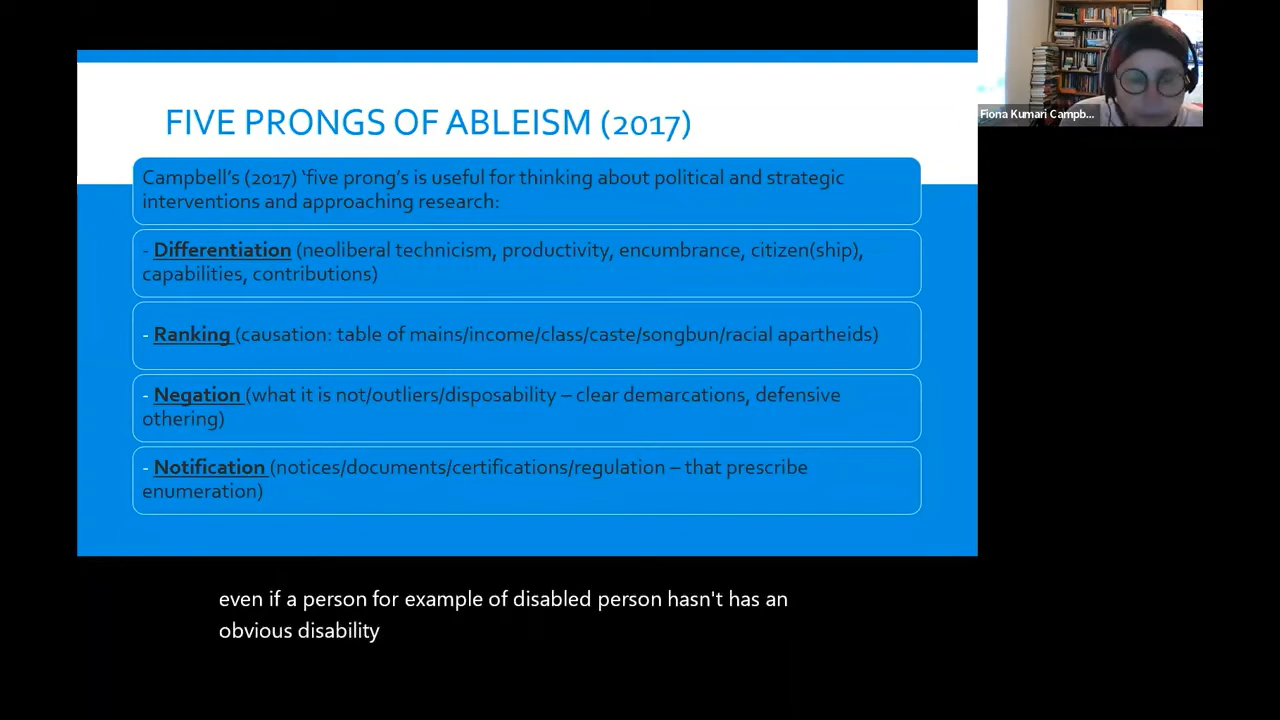 FIVE PRONGS OF ABLEISM (2017)
Campbell's (2017) 'five prong's is useful for thinking about political and strategic
interventions and approaching research:
- Differentiation (neoliberal technicism, productivity, encumbrance, citizen(ship),
capabilities, contributions)
- Ranking (causation: table of mains/income/class/caste/songbun/racial apartheids)
- Negation (what it is not/outliers/disposability – clear demarcations, defensive
othering)
- Notification (notices/documents/certifications/regulation – that prescribe
enumeration)
Fiona Kumari Campb...
even if a person for example of disabled person hasn't has an
obvious disability